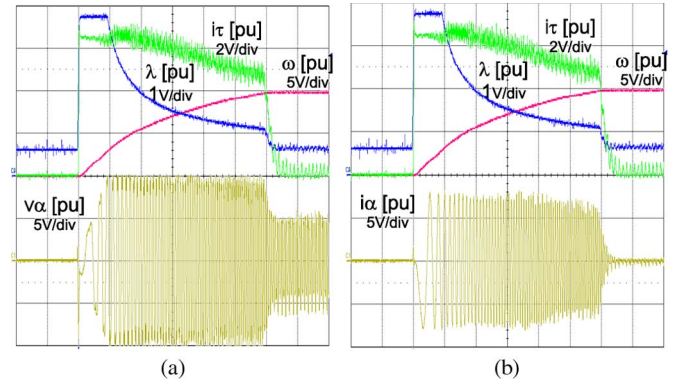 iτ [pu]
2V/div
ω [pu]
5V/div
λ [pu]
1V/div
vα [pu]
5V/div
(a)
iτ [pu]
2V/div
ω [pu]
5V/div
λ [pu]
1V/div
iα [pu]
5V/div
(b)